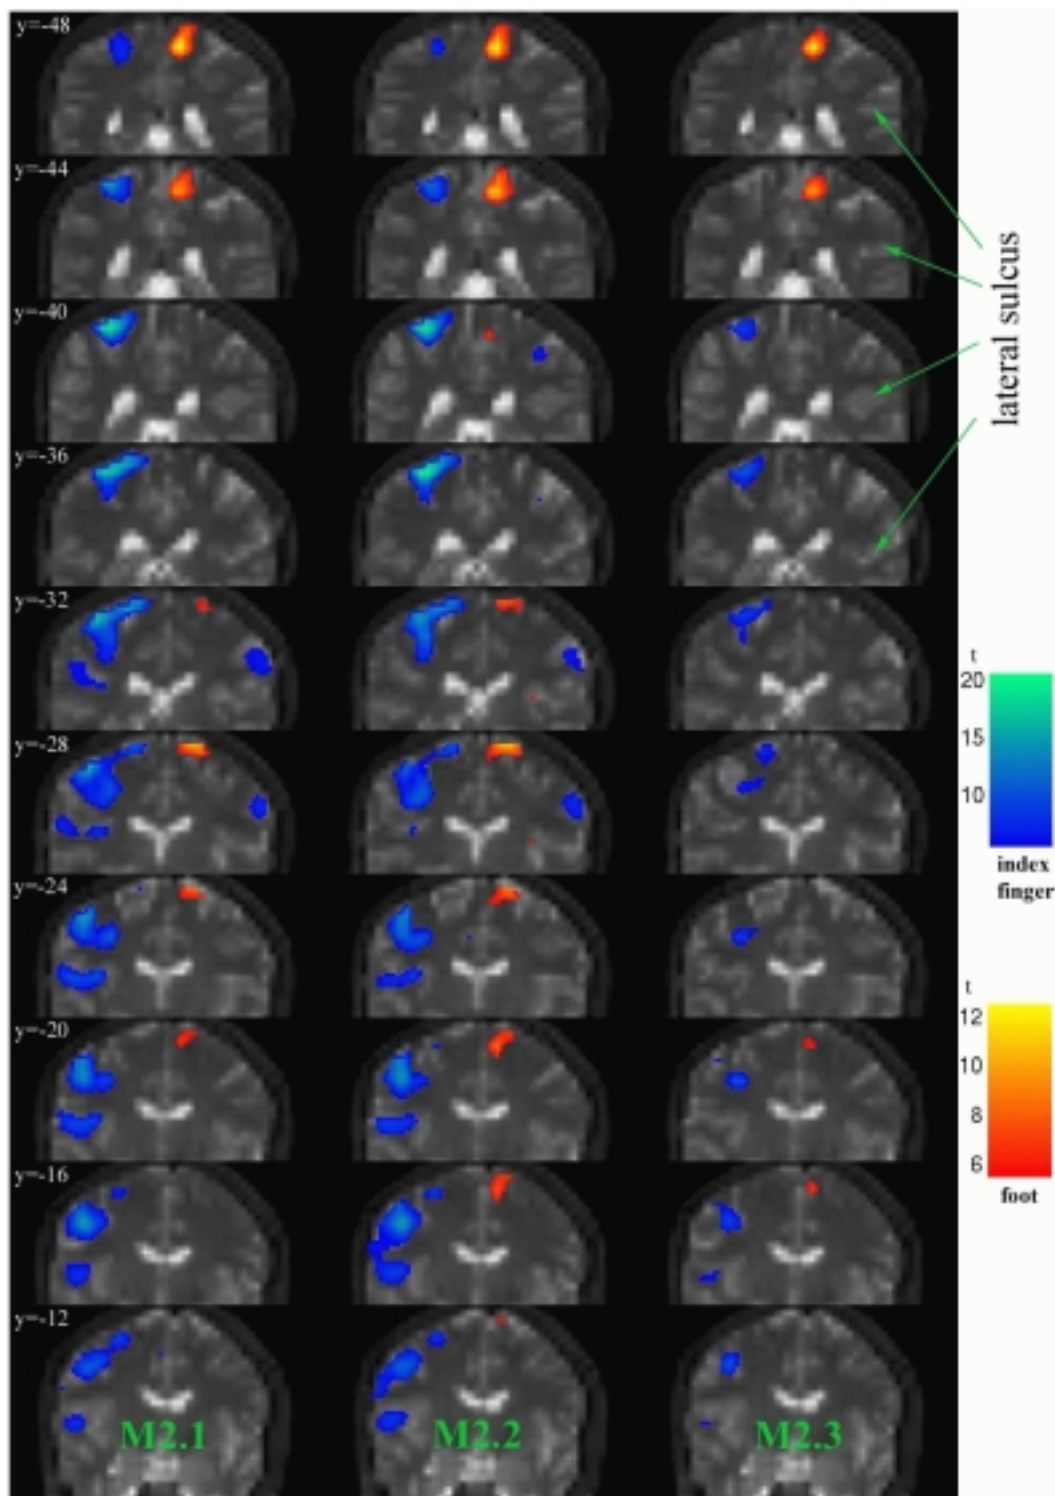 y=-48
y=-44
y=-40
y=-36
y=-32
y=-28
y=-24
y=-20
y=-16
y=-12
lateral sulcus
t
20
15
10
index
finger
t
12
10
8
6
foot
M2.1
M2.2
M2.3